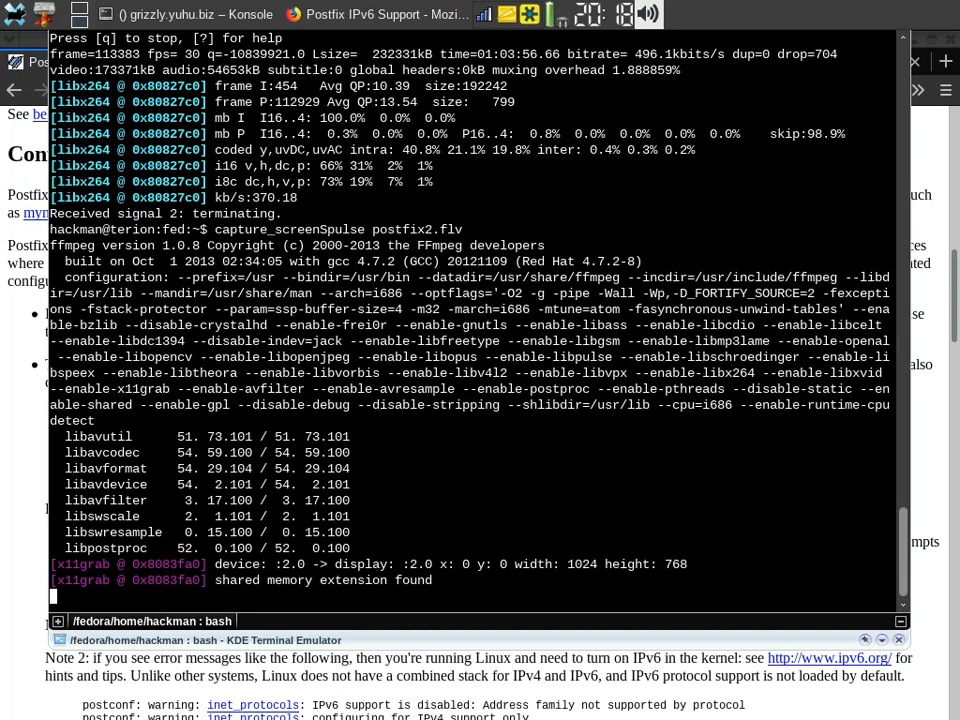 () grizzly.yuhu.biz – Konsole
Postfix IPv6 Support - Mozi...
20: 18
Press [q] to stop, [?] for help
frame=113383 fps= 30 q=-10839921.0 Lsize=  232331kB time=01:03:56.66 bitrate= 496.1kbits/s dup=0 drop=704
video:173371kB audio:54653kB subtitle:0 global headers:0kB muxing overhead 1.888859%
[libx264 @ 0x80827c0] frame I:454   Avg QP:10.39  size:192242
[libx264 @ 0x80827c0] frame P:112929 Avg QP:13.54  size:   799
[libx264 @ 0x80827c0] mb I  I16..4: 100.0%  0.0%  0.0%
[libx264 @ 0x80827c0] mb P  I16..4:  0.3%  0.0%  0.0%  P16..4:  0.8%  0.0%  0.0%  0.0%  0.0%    skip:98.9%
[libx264 @ 0x80827c0] coded y,uvDC,uvAC intra: 40.8% 21.1% 19.8% inter: 0.4% 0.3% 0.2%
[libx264 @ 0x80827c0] i16 v,h,dc,p: 66% 31%  2%  1%
[libx264 @ 0x80827c0] i8c dc,h,v,p: 73% 19%  7%  1%
[libx264 @ 0x80827c0] kb/s:370.18
Received signal 2: terminating.
hackman@terion:fed:~$ capture_screenSpulse postfix2.flv
ffmpeg version 1.0.8 Copyright (c) 2000-2013 the FFmpeg developers
  built on Oct  1 2013 02:34:05 with gcc 4.7.2 (GCC) 20121109 (Red Hat 4.7.2-8)
  configuration: --prefix=/usr --bindir=/usr/bin --datadir=/usr/share/ffmpeg --incdir=/usr/include/ffmpeg --libd
ir=/usr/lib --mandir=/usr/share/man --arch=i686 --optflags='-O2 -g -pipe -Wall -Wp,-D_FORTIFY_SOURCE=2 -fexcepti
ons -fstack-protector --param=ssp-buffer-size=4 -m32 -march=i686 -mtune=atom -fasynchronous-unwind-tables' --ena
ble-bzlib --disable-crystalhd --enable-frei0r --enable-gnutls --enable-libass --enable-libcdio --enable-libcelt
--enable-libdc1394 --disable-indev=jack --enable-libfreetype --enable-libgsm --enable-libmp3lame --enable-openal
--enable-libopencv --enable-libopenjpeg --enable-libopus --enable-libpulse --enable-libschroedinger --enable-li
bspeex --enable-libtheora --enable-libvorbis --enable-libv4l2 --enable-libvpx --enable-libx264 --enable-libxvid
--enable-x11grab --enable-avfilter --enable-avresample --enable-postproc --enable-pthreads --disable-static --en
able-shared --enable-gpl --disable-debug --disable-stripping --shlibdir=/usr/lib --cpu=i686 --enable-runtime-cpu
detect
  libavutil      51. 73.101 / 51. 73.101
  libavcodec     54. 59.100 / 54. 59.100
  libavformat    54. 29.104 / 54. 29.104
  libavdevice    54.  2.101 / 54.  2.101
  libavfilter     3. 17.100 /  3. 17.100
  libswscale      2.  1.101 /  2.  1.101
  libswresample   0. 15.100 /  0. 15.100
  libpostproc    52.  0.100 / 52.  0.100
[x11grab @ 0x8083fa0] device: :2.0 -> display: :2.0 x: 0 y: 0 width: 1024 height: 768
[x11grab @ 0x8083fa0] shared memory extension found
/fedora/home/hackman : bash
/fedora/home/hackman : bash - KDE Terminal Emulator
See be
Postfix
as myn
Postfix
where
configu
uch
also
Note 2: if you see error messages like the following, then you're running Linux and need to turn on IPv6 in the kernel: see http://www.ipv6.org/ for
hints and tips. Unlike other systems, Linux does not have a combined stack for IPv4 and IPv6, and IPv6 protocol support is not loaded by default.
postconf: warning: inet_protocols: IPv6 support is disabled: Address family not supported by protocol
postconf: warning: inet_protocols: configuring for IPv4 support only